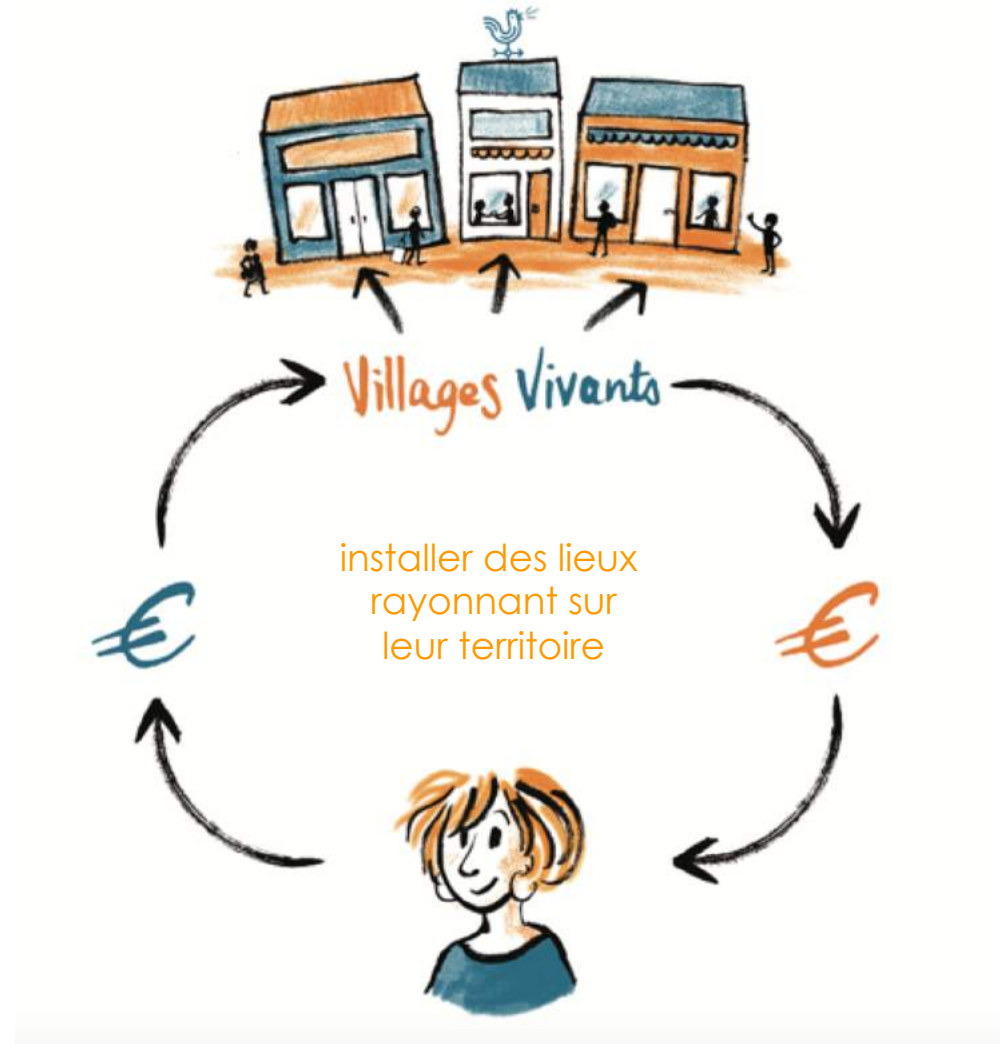 Villages Vivants
€
€
installer des lieux
rayonnant sur
leur territoire